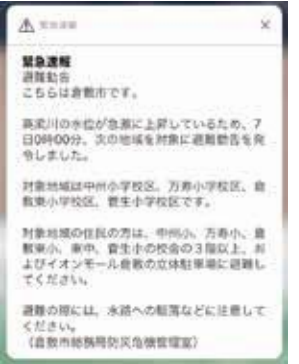 緊急速報
緊急速報
避難勧告
こちらは倉敷市です。
高梁川の水位が急激に上昇しているため、7
日0時00分、次の地域を対象に避難勧告を発
令しました。
対象地域は中州小学校区、万寿小学校区、倉
敷東小学校区、菅生小学校区です。
対象地域の住民の方は、中州小、万寿小、倉
敷東小、東中、菅生小の校舎の3階以上、お
よびイオンモール倉敷の立体駐車場に避難し
てください。
避難の際には、水路への転落などに注意して
ください。
(倉敷市総務局防災危機管理室)